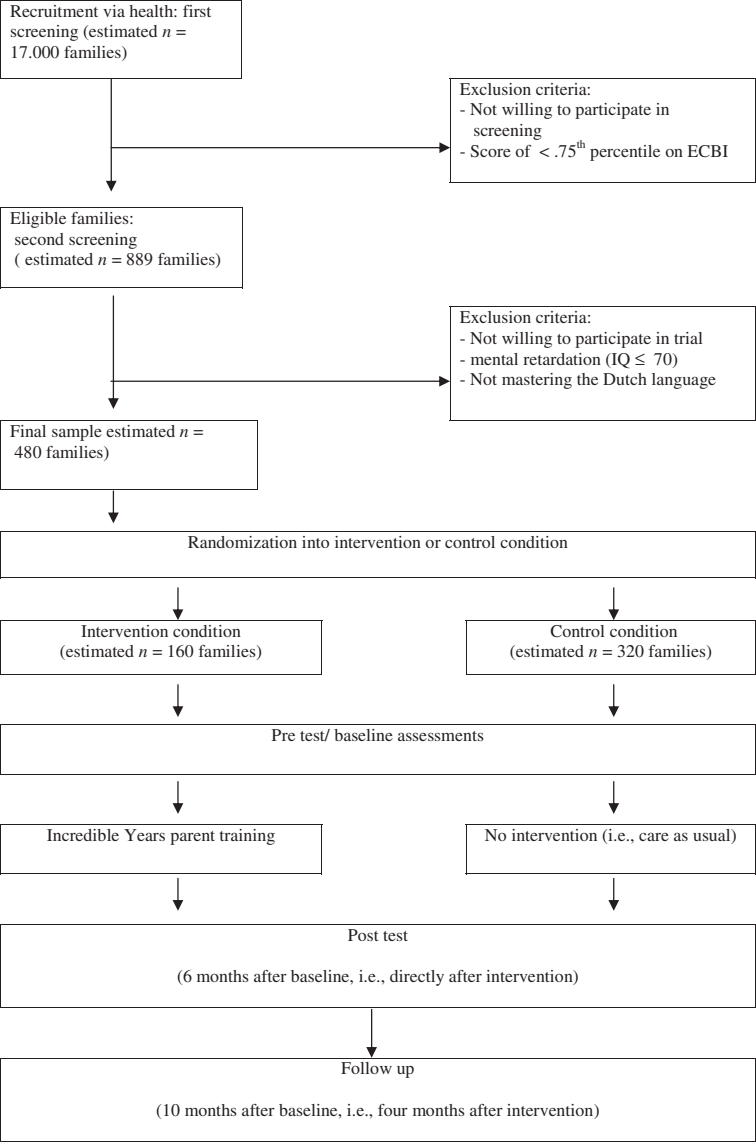 Recruitment via health: first
screening (estimated n =
17.000 families)
Exclusion criteria:
- Not willing to participate in
screening
- Score of < .75th percentile on ECBI
Eligible families:
second screening
( estimated n = 889 families)
Exclusion criteria:
- Not willing to participate in trial
- mental retardation (IQ ≤ 70)
- Not mastering the Dutch language
Final sample estimated n =
480 families)
Randomization into intervention or control condition
Intervention condition
(estimated n = 160 families)
Control condition
(estimated n = 320 families)
Pre test/ baseline assessments
Incredible Years parent training
No intervention (i.e., care as usual)
Post test
(6 months after baseline, i.e., directly after intervention)
Follow up
(10 months after baseline, i.e., four months after intervention)